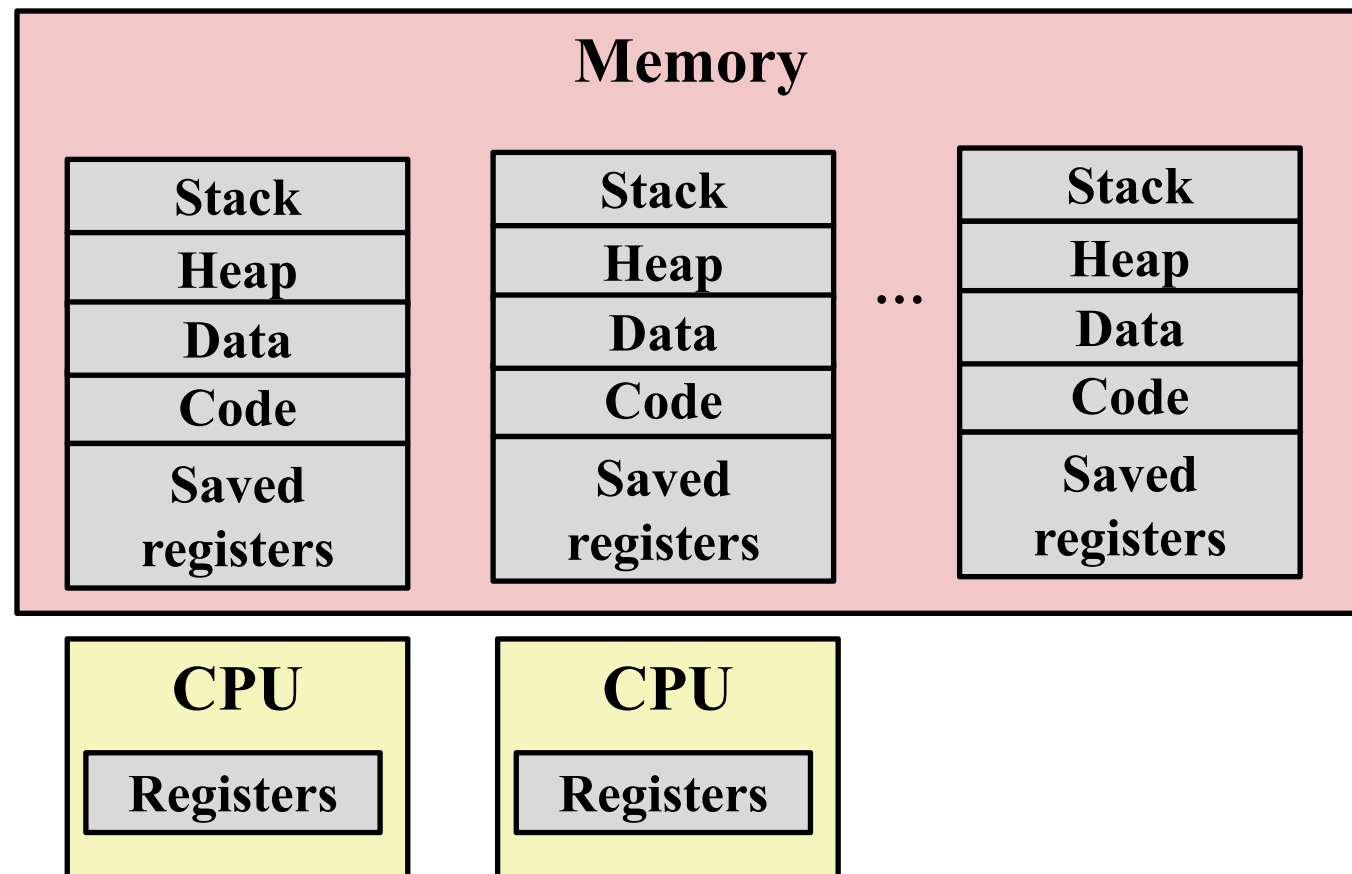 Memory
Stack
Heap
Data
Code
Saved
registers
Stack
Heap
Data
Code
Saved
registers
...
Stack
Heap
Data
Code
Saved
registers
CPU
Registers
CPU
Registers